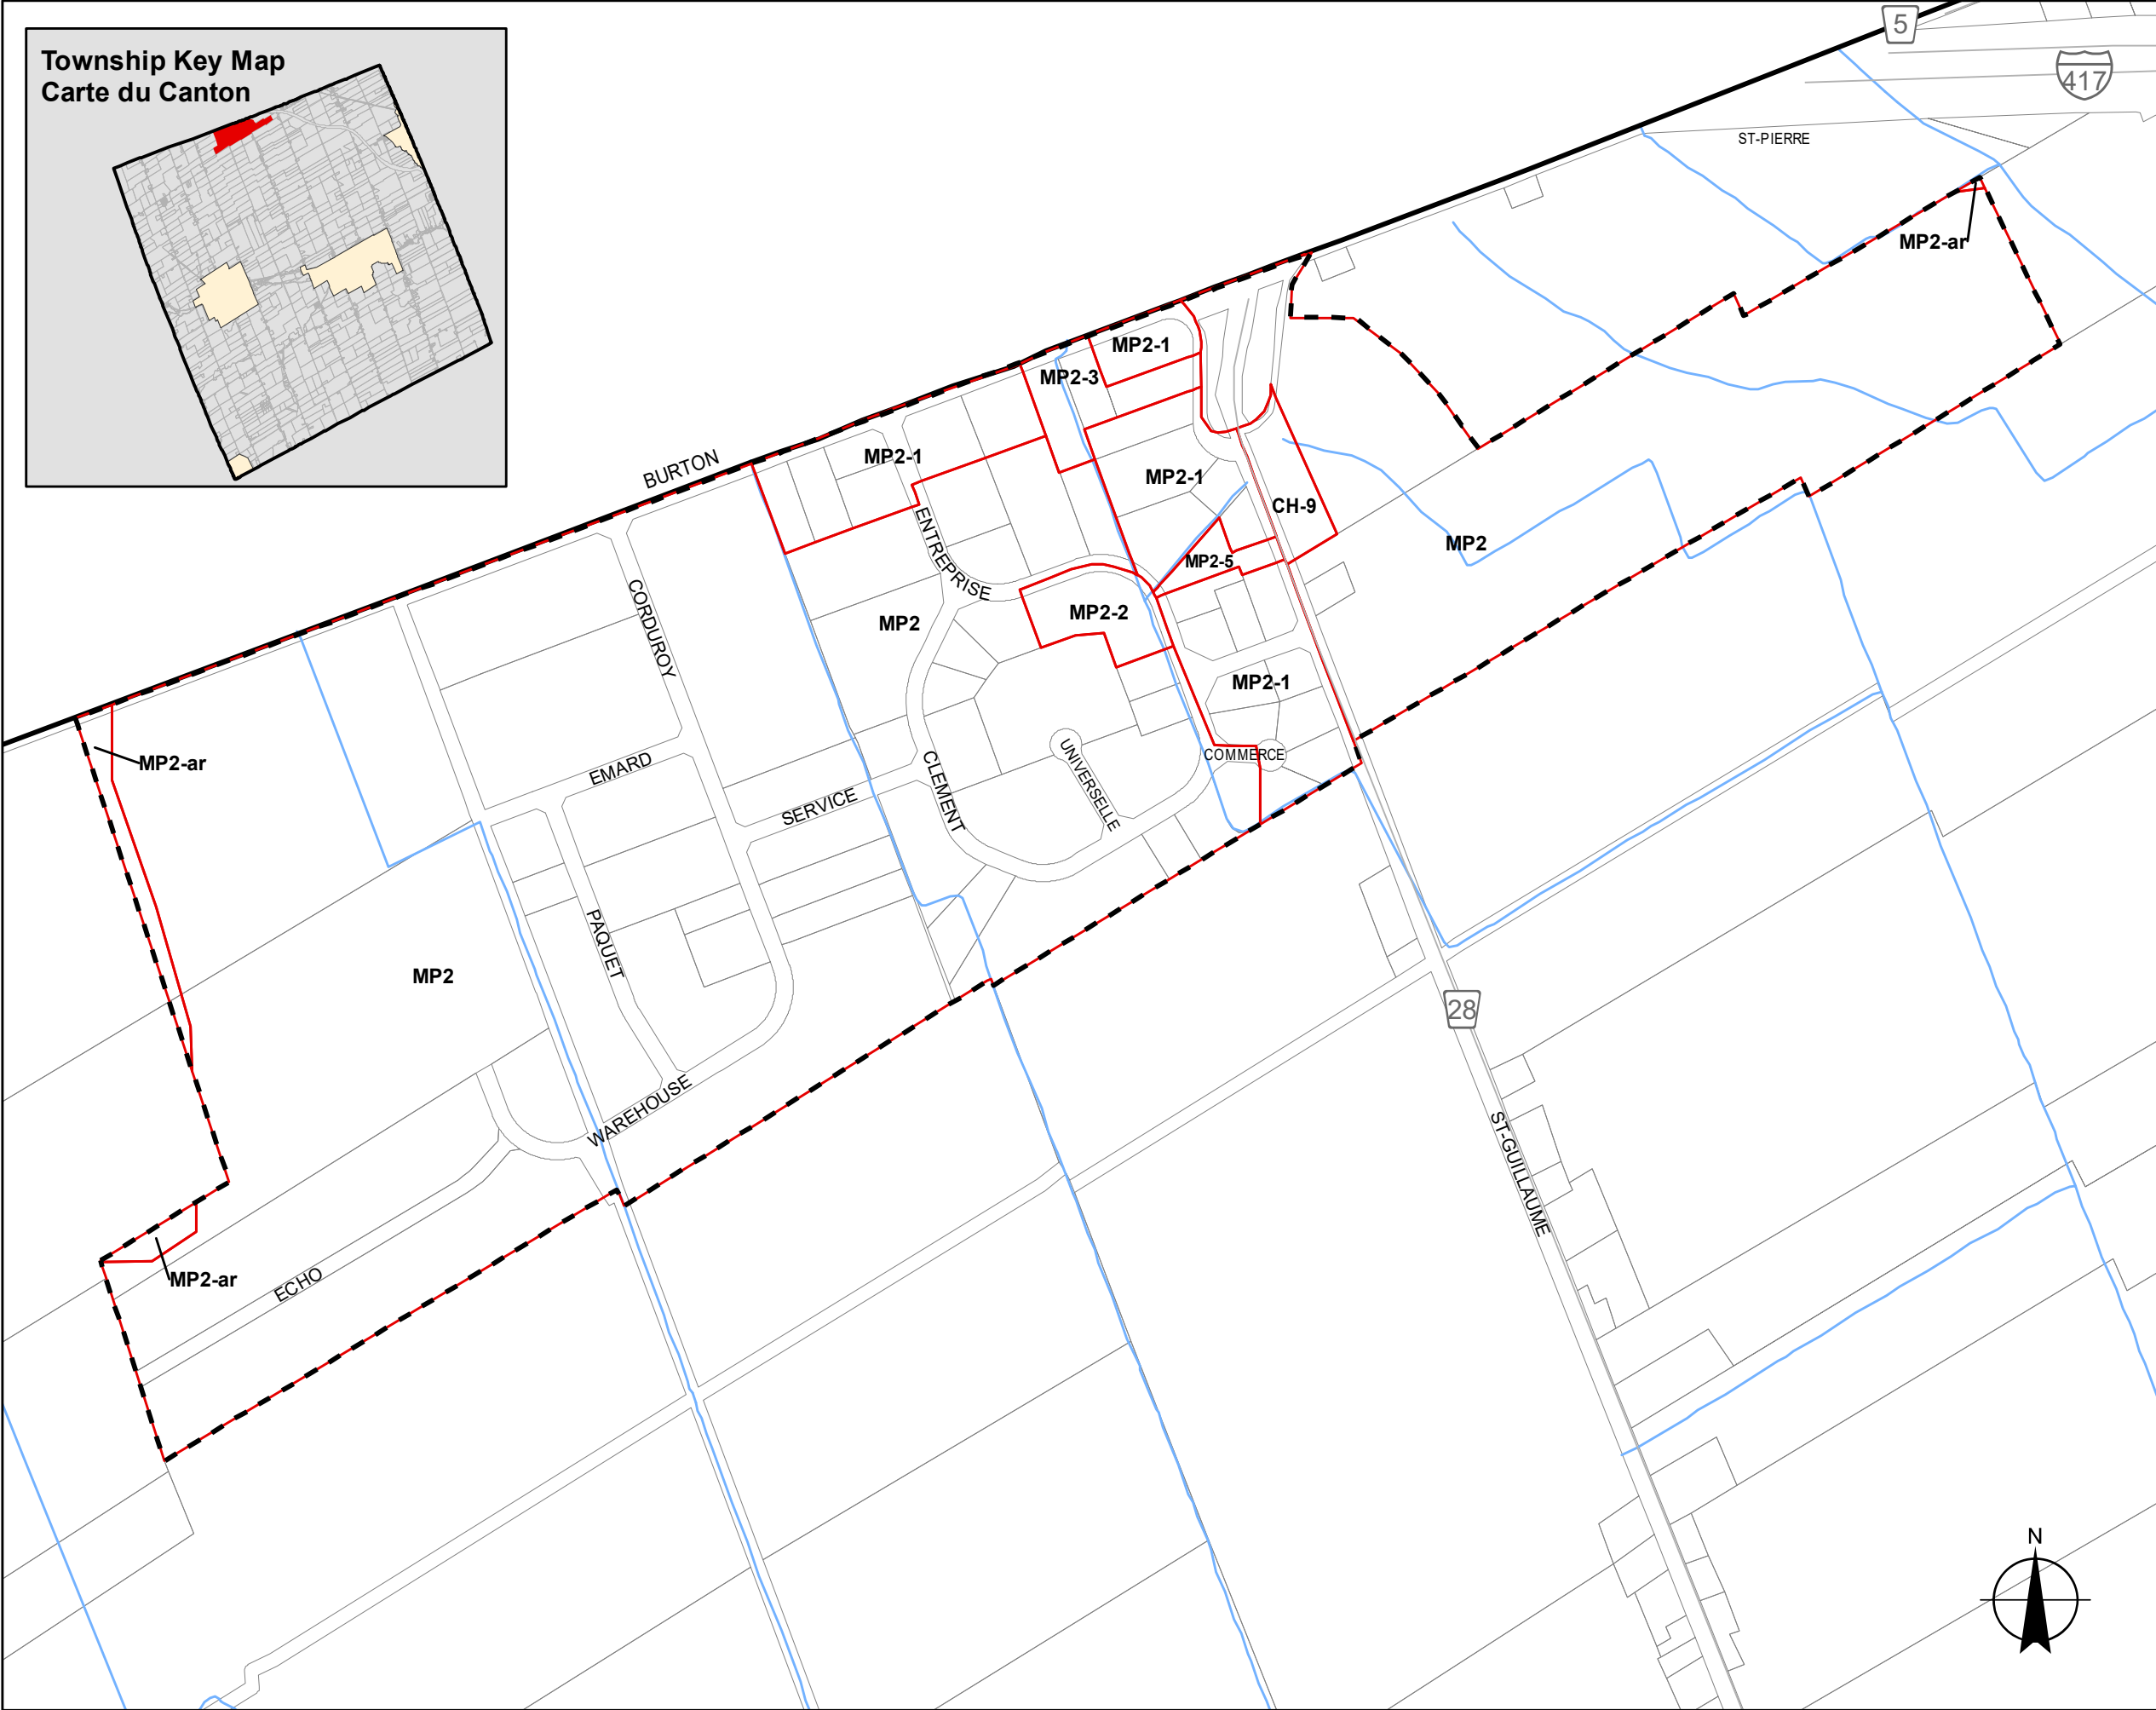 Township Key Map
Carte du Canton
5
417
ST-PIERRE
MP2-ar
MP2-1
MP2-3
BURTON
MP2-1
MP2-1
CH-9
ENTREPRISE
MP2
MP2-5
CORDUROY
MP2-2
MP2
MP2-1
MP2-ar
EMARD
UNIVERSELLE
COMMERCE
SERVICE
CLEMENT
PAQUET
MP2
28
WAREHOUSE
ST-GUILLAUME
MP2-ar
ECHO
N